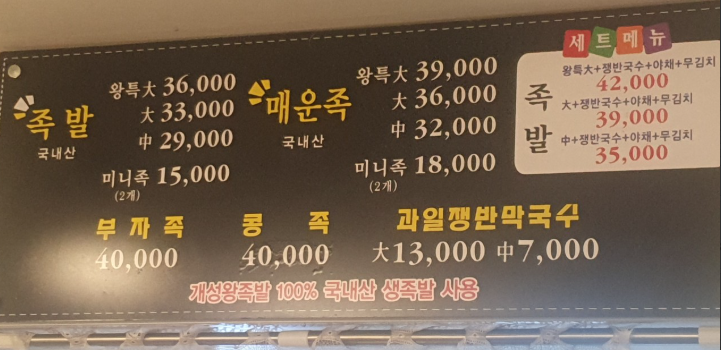 족발
국내산
왕특大 36,000
大 33,000
中 29,000
미니족 15,000
(2개)
매운족
국내산
왕특大 39,000
大 36,000
中 32,000
미니족 18,000
(2개)
세트메뉴
족발
왕특大+쟁반국수+야채+무김치
42,000
大+쟁반국수+야채+무김치
39,000
中+쟁반국수+야채+무김치
35,000
부자족
40,000
콩족
40,000
과일쟁반막국수
大13,000 中7,000
개성왕족발 100% 국내산 생족발 사용